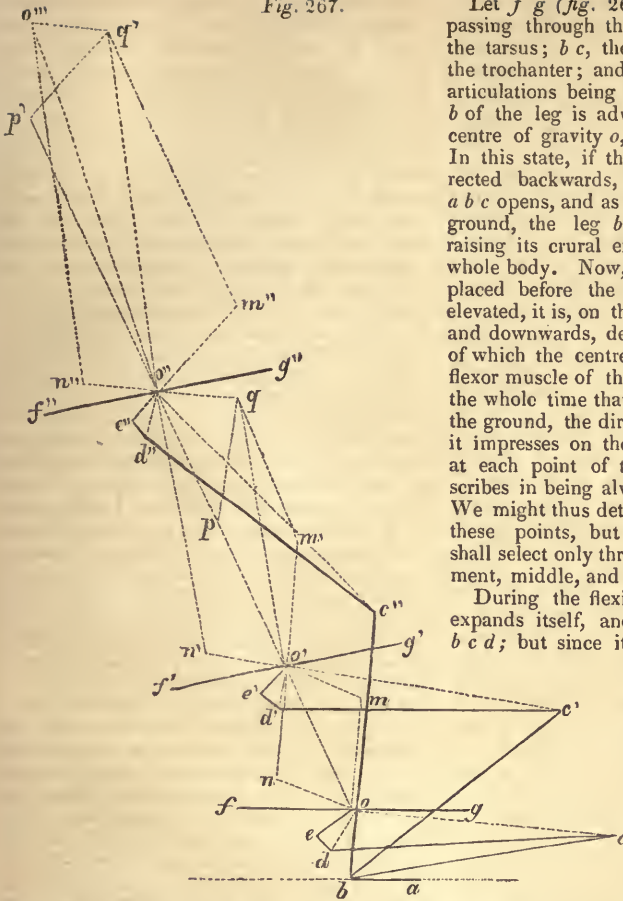 Fig. 267.
Let f g (fig. 26
passing through th
the tarsus; b c, the
the trochanter; and
articulations being
b of the leg is adv
centre of gravity o,
In this state, if th
rected backwards,
a b c opens, and as
ground, the leg b
raising its crural e
whole body. Now,
placed before the
elevated, it is, on th
and downwards, de
of which the centre
flexor muscle of th
the whole time that
the ground, the dir
it impresses on the
at each point of t
scribes in being alv
We might thus det
these points, but
shall select only thr
ment, middle, and
During the flexi
expands itself, and
b c d; but since it
o'''
q'
p'
m''
g''
o''
n''
q
f''
e''
d''
p
m,
c''
n'
o'
g'
f'
e'
m
d'
c'
n
f
o
g
e
c
d
b
a